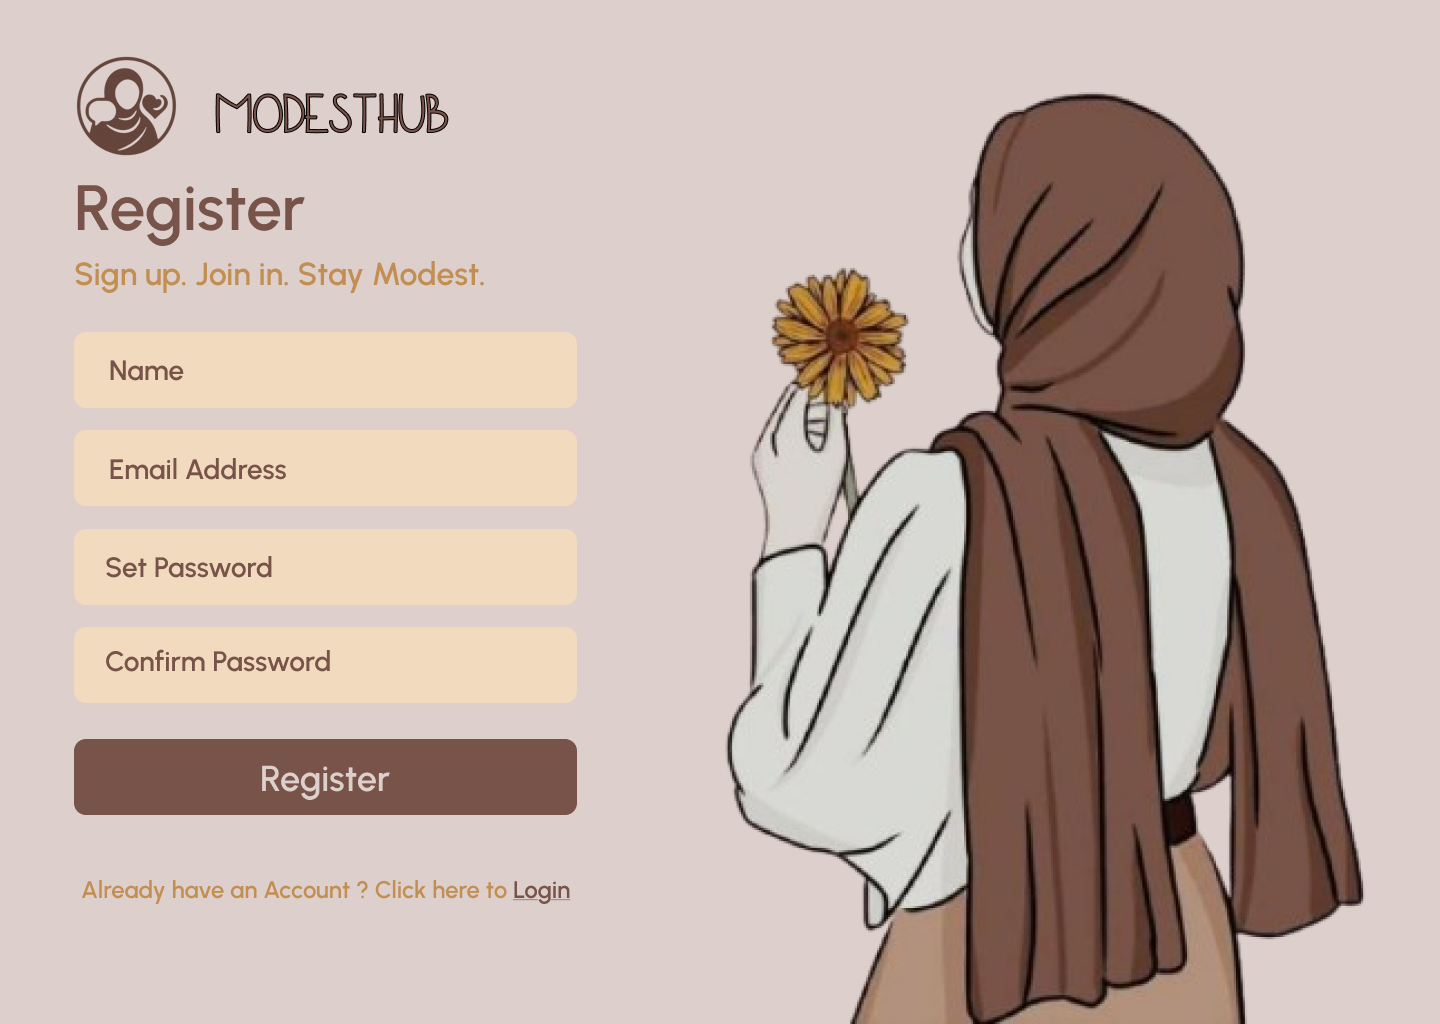 MODESTHUB
Register
Sign up. Join in. Stay Modest.
Name
Email Address
Set Password
Confirm Password
Register
Already have an Account ? Click here to Login